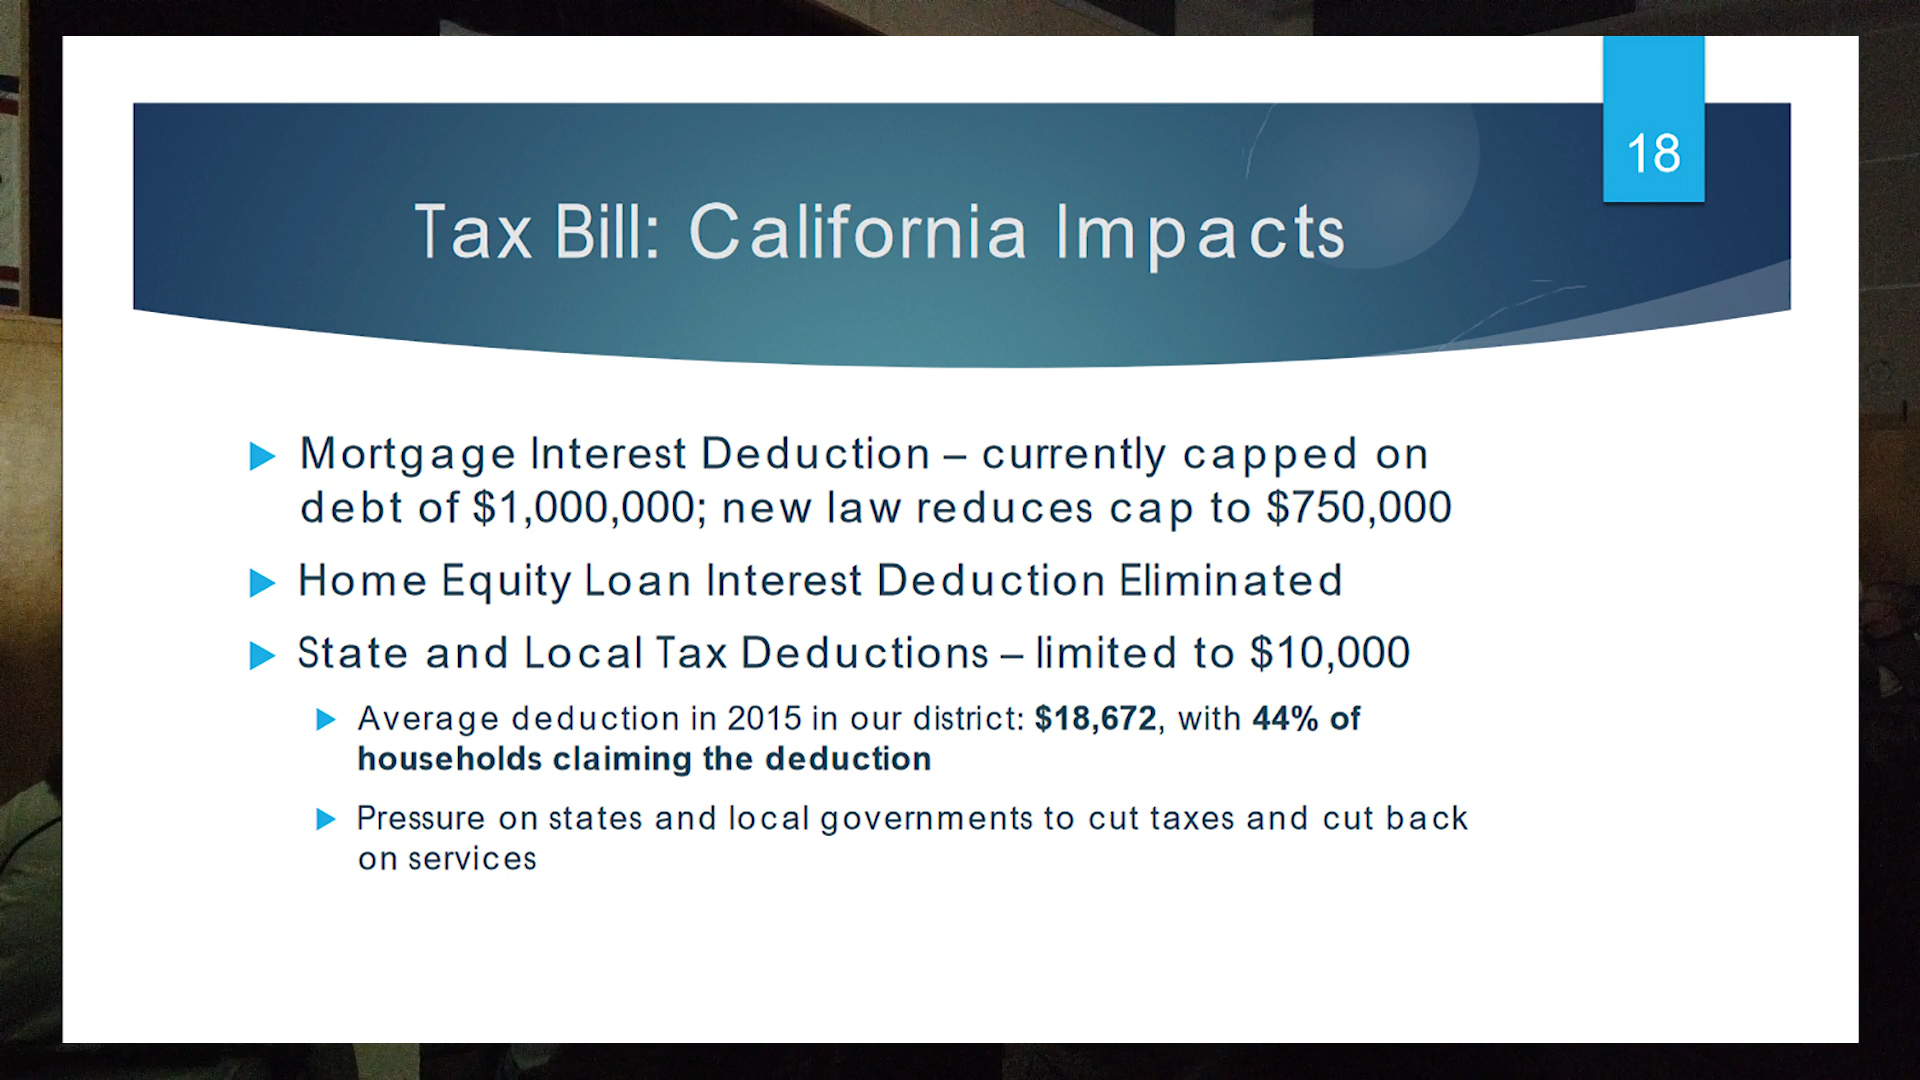 18
Tax Bill: California Impacts
Mortgage Interest Deduction – currently capped on
debt of $1,000,000; new law reduces cap to $750,000
Home Equity Loan Interest Deduction Eliminated
State and Local Tax Deductions – limited to $10,000
Average deduction in 2015 in our district: $18,672, with 44% of
households claiming the deduction
Pressure on states and local governments to cut taxes and cut back
on services